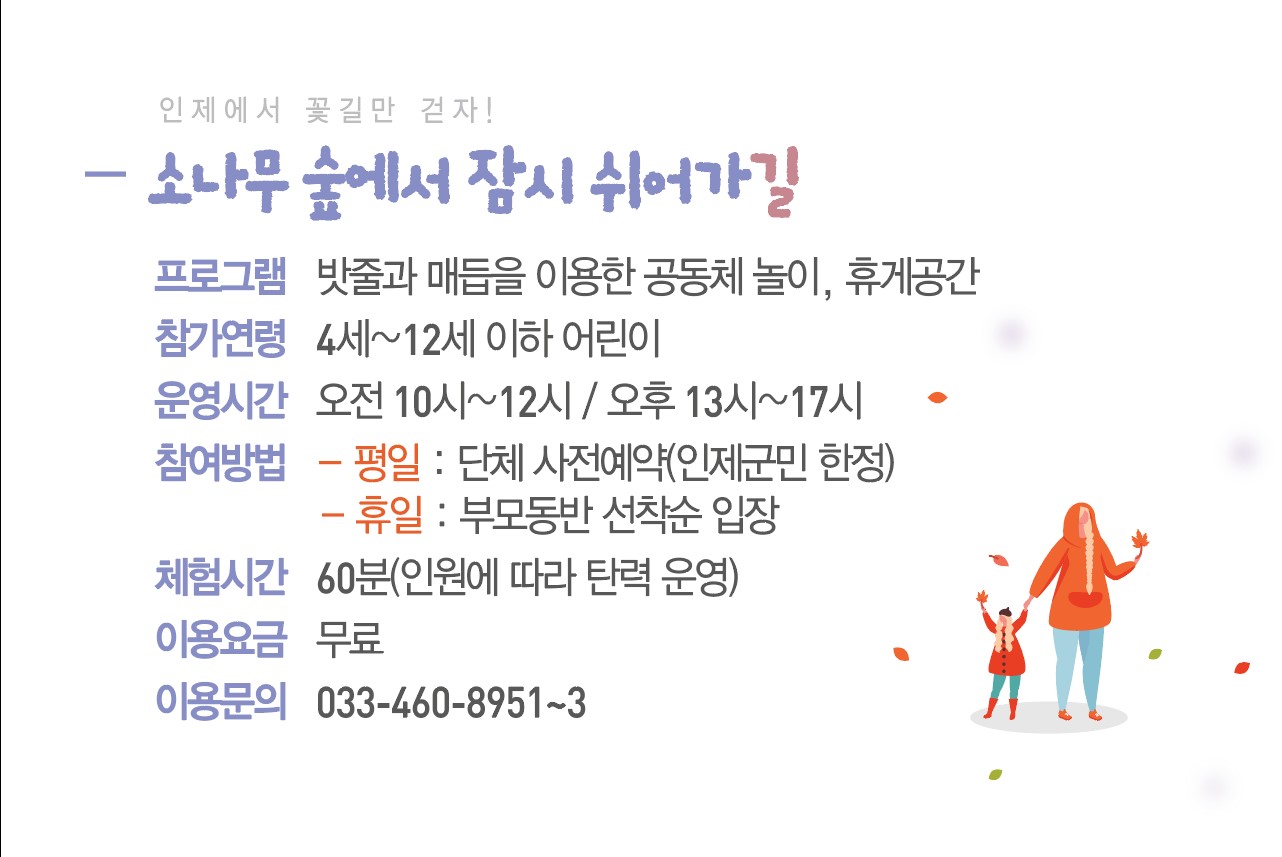 인제에서 꽃길만 걷자!
소나무 숲에서 잠시 쉬어가길
프로그램 밧줄과 매듭을 이용한 공동체 놀이, 휴게공간
참가연령 4세~12세 이하 어린이
운영시간 오전 10시~12시 / 오후 13시~17시
참여방법 - 평일 : 단체 사전예약(인제군민 한정)
- 휴일 : 부모동반 선착순 입장
체험시간 60분(인원에 따라 탄력 운영)
이용요금 무료
이용문의 033-460-8951~3